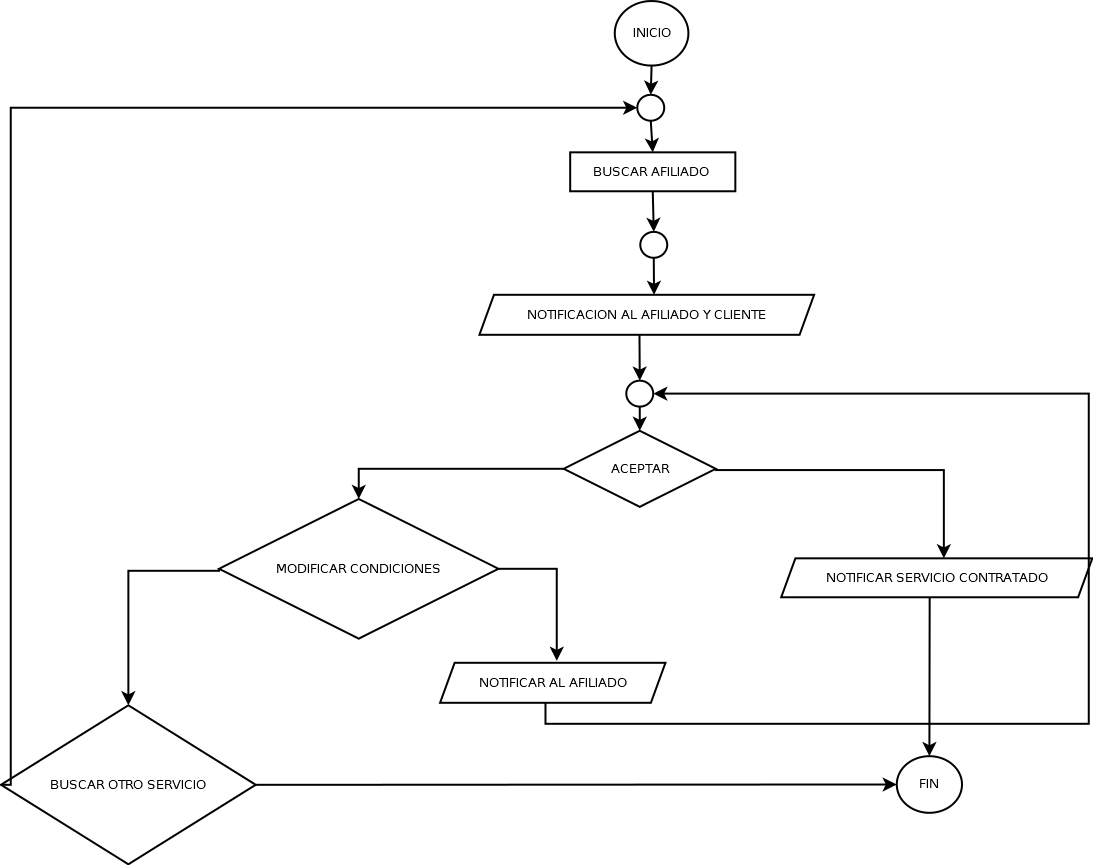 INICIO
BUSCAR AFILIADO
NOTIFICACION AL AFILIADO Y CLIENTE
ACEPTAR
MODIFICAR CONDICIONES
NOTIFICAR SERVICIO CONTRATADO
NOTIFICAR AL AFILIADO
BUSCAR OTRO SERVICIO
FIN